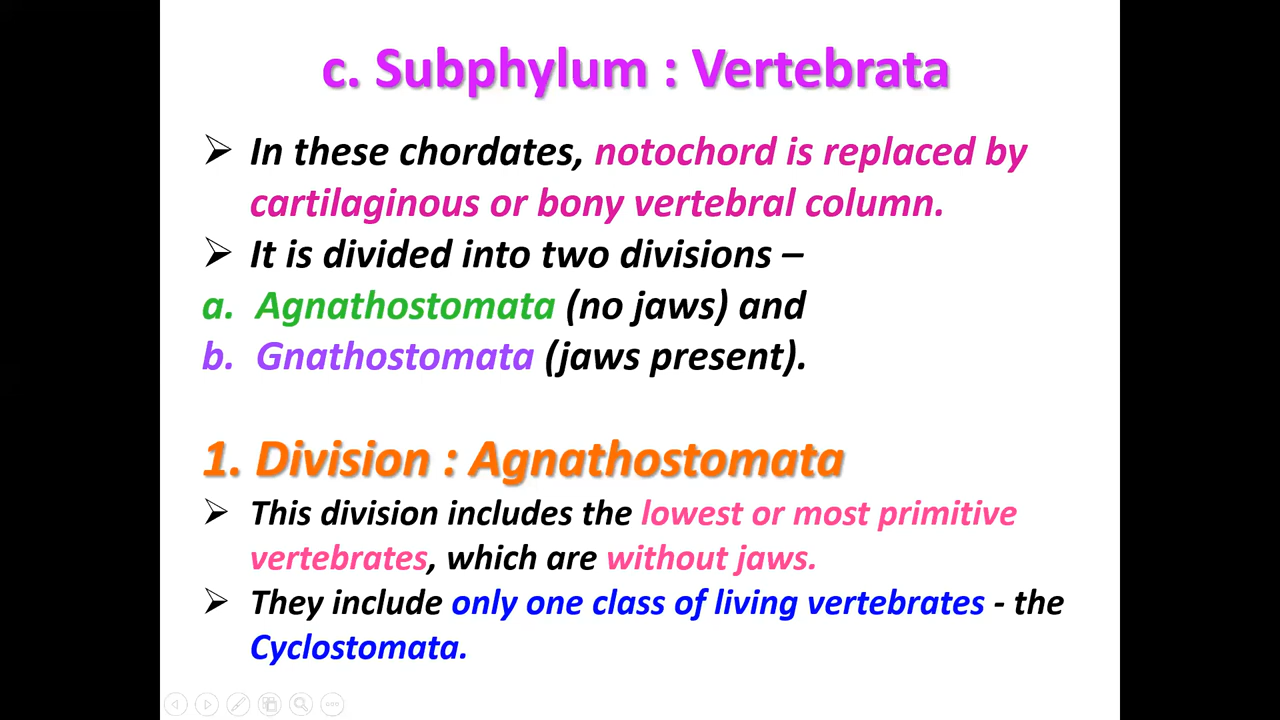 c. Subphylum : Vertebrata
➢ In these chordates, notochord is replaced by
cartilaginous or bony vertebral column.
➢ It is divided into two divisions –
a. Agnathostomata (no jaws) and
b. Gnathostomata (jaws present).
1. Division : Agnathostomata
➢ This division includes the lowest or most primitive
vertebrates, which are without jaws.
➢ They include only one class of living vertebrates - the
Cyclostomata.